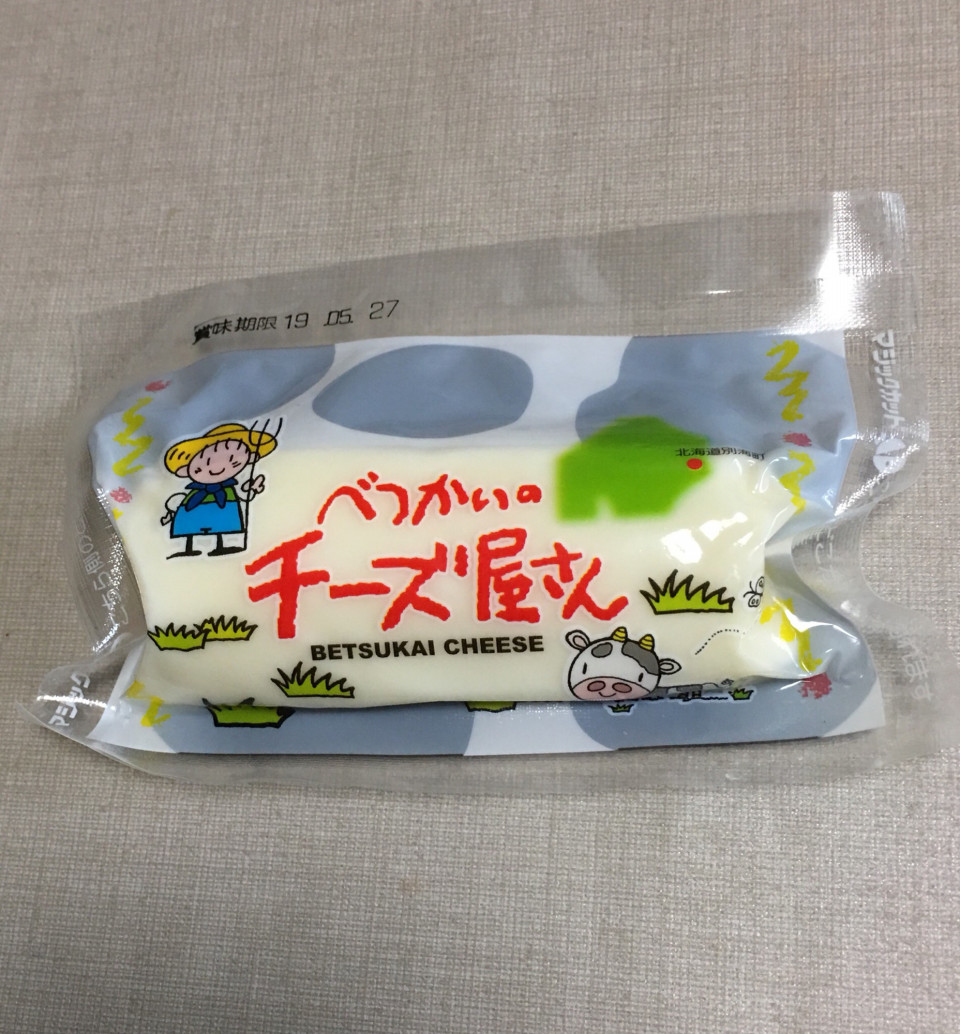 賞味期限 19 .05. 27
マジックカット
北海道別海町
べつかいの
チーズ屋さん
BETSUKAI CHEESE